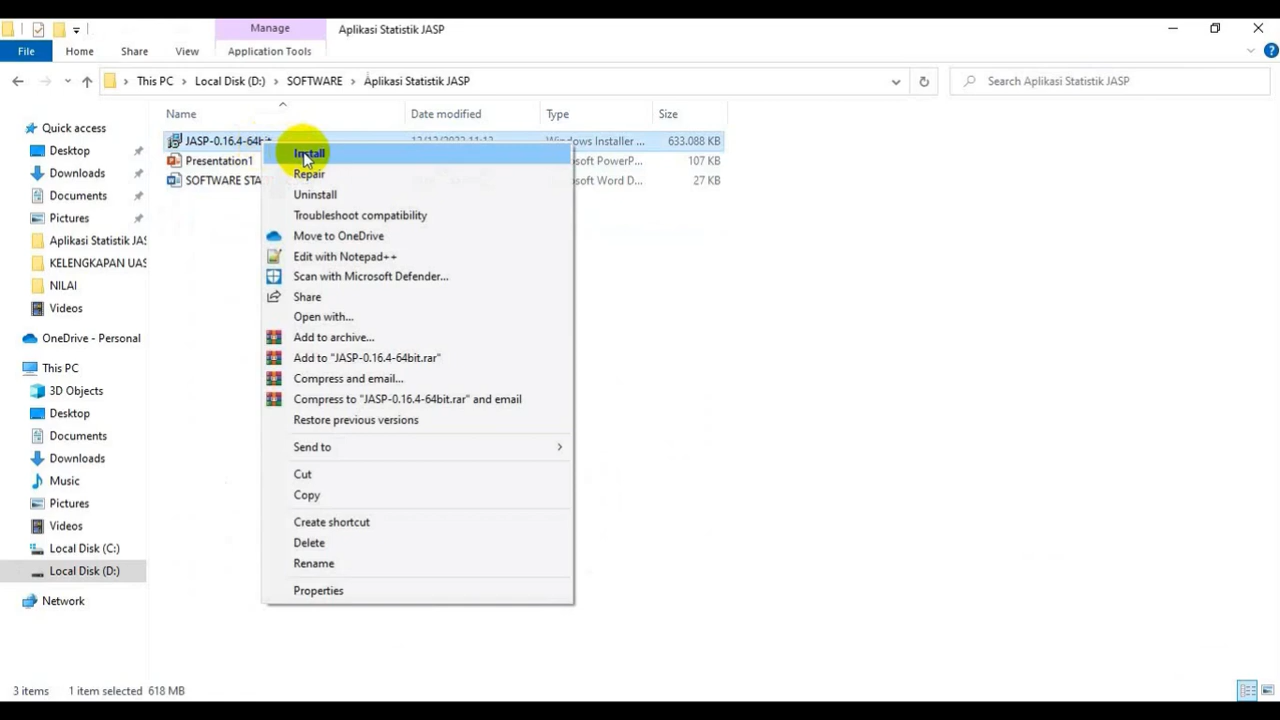 Manage
Aplikasi Statistik JASP
File
Home
Share
View
Application Tools
This PC
Local Disk (D:)
SOFTWARE
Aplikasi Statistik JASP
Search Aplikasi Statistik JASP
Name
Date modified
Type
Size
Quick access
Desktop
Downloads
Documents
Pictures
Aplikasi Statistik JAS
KELENGKAPAN UAS
NILAI
Videos
OneDrive - Personal
This PC
3D Objects
Desktop
Documents
Downloads
Music
Pictures
Videos
Local Disk (C:)
Local Disk (D:)
Network
JASP-0.16.4-64bit
Windows Installer ...
633.088 KB
Presentation1
osoft PowerP...
107 KB
SOFTWARE STA
osoft Word D...
27 KB
Install
Repair
Uninstall
Troubleshoot compatibility
Move to OneDrive
Edit with Notepad++
Scan with Microsoft Defender...
Share
Open with...
Add to archive...
Add to "JASP-0.16.4-64bit.rar"
Compress and email...
Compress to "JASP-0.16.4-64bit.rar" and email
Restore previous versions
Send to
Cut
Copy
Create shortcut
Delete
Rename
Properties
3 items
1 item selected 618 MB